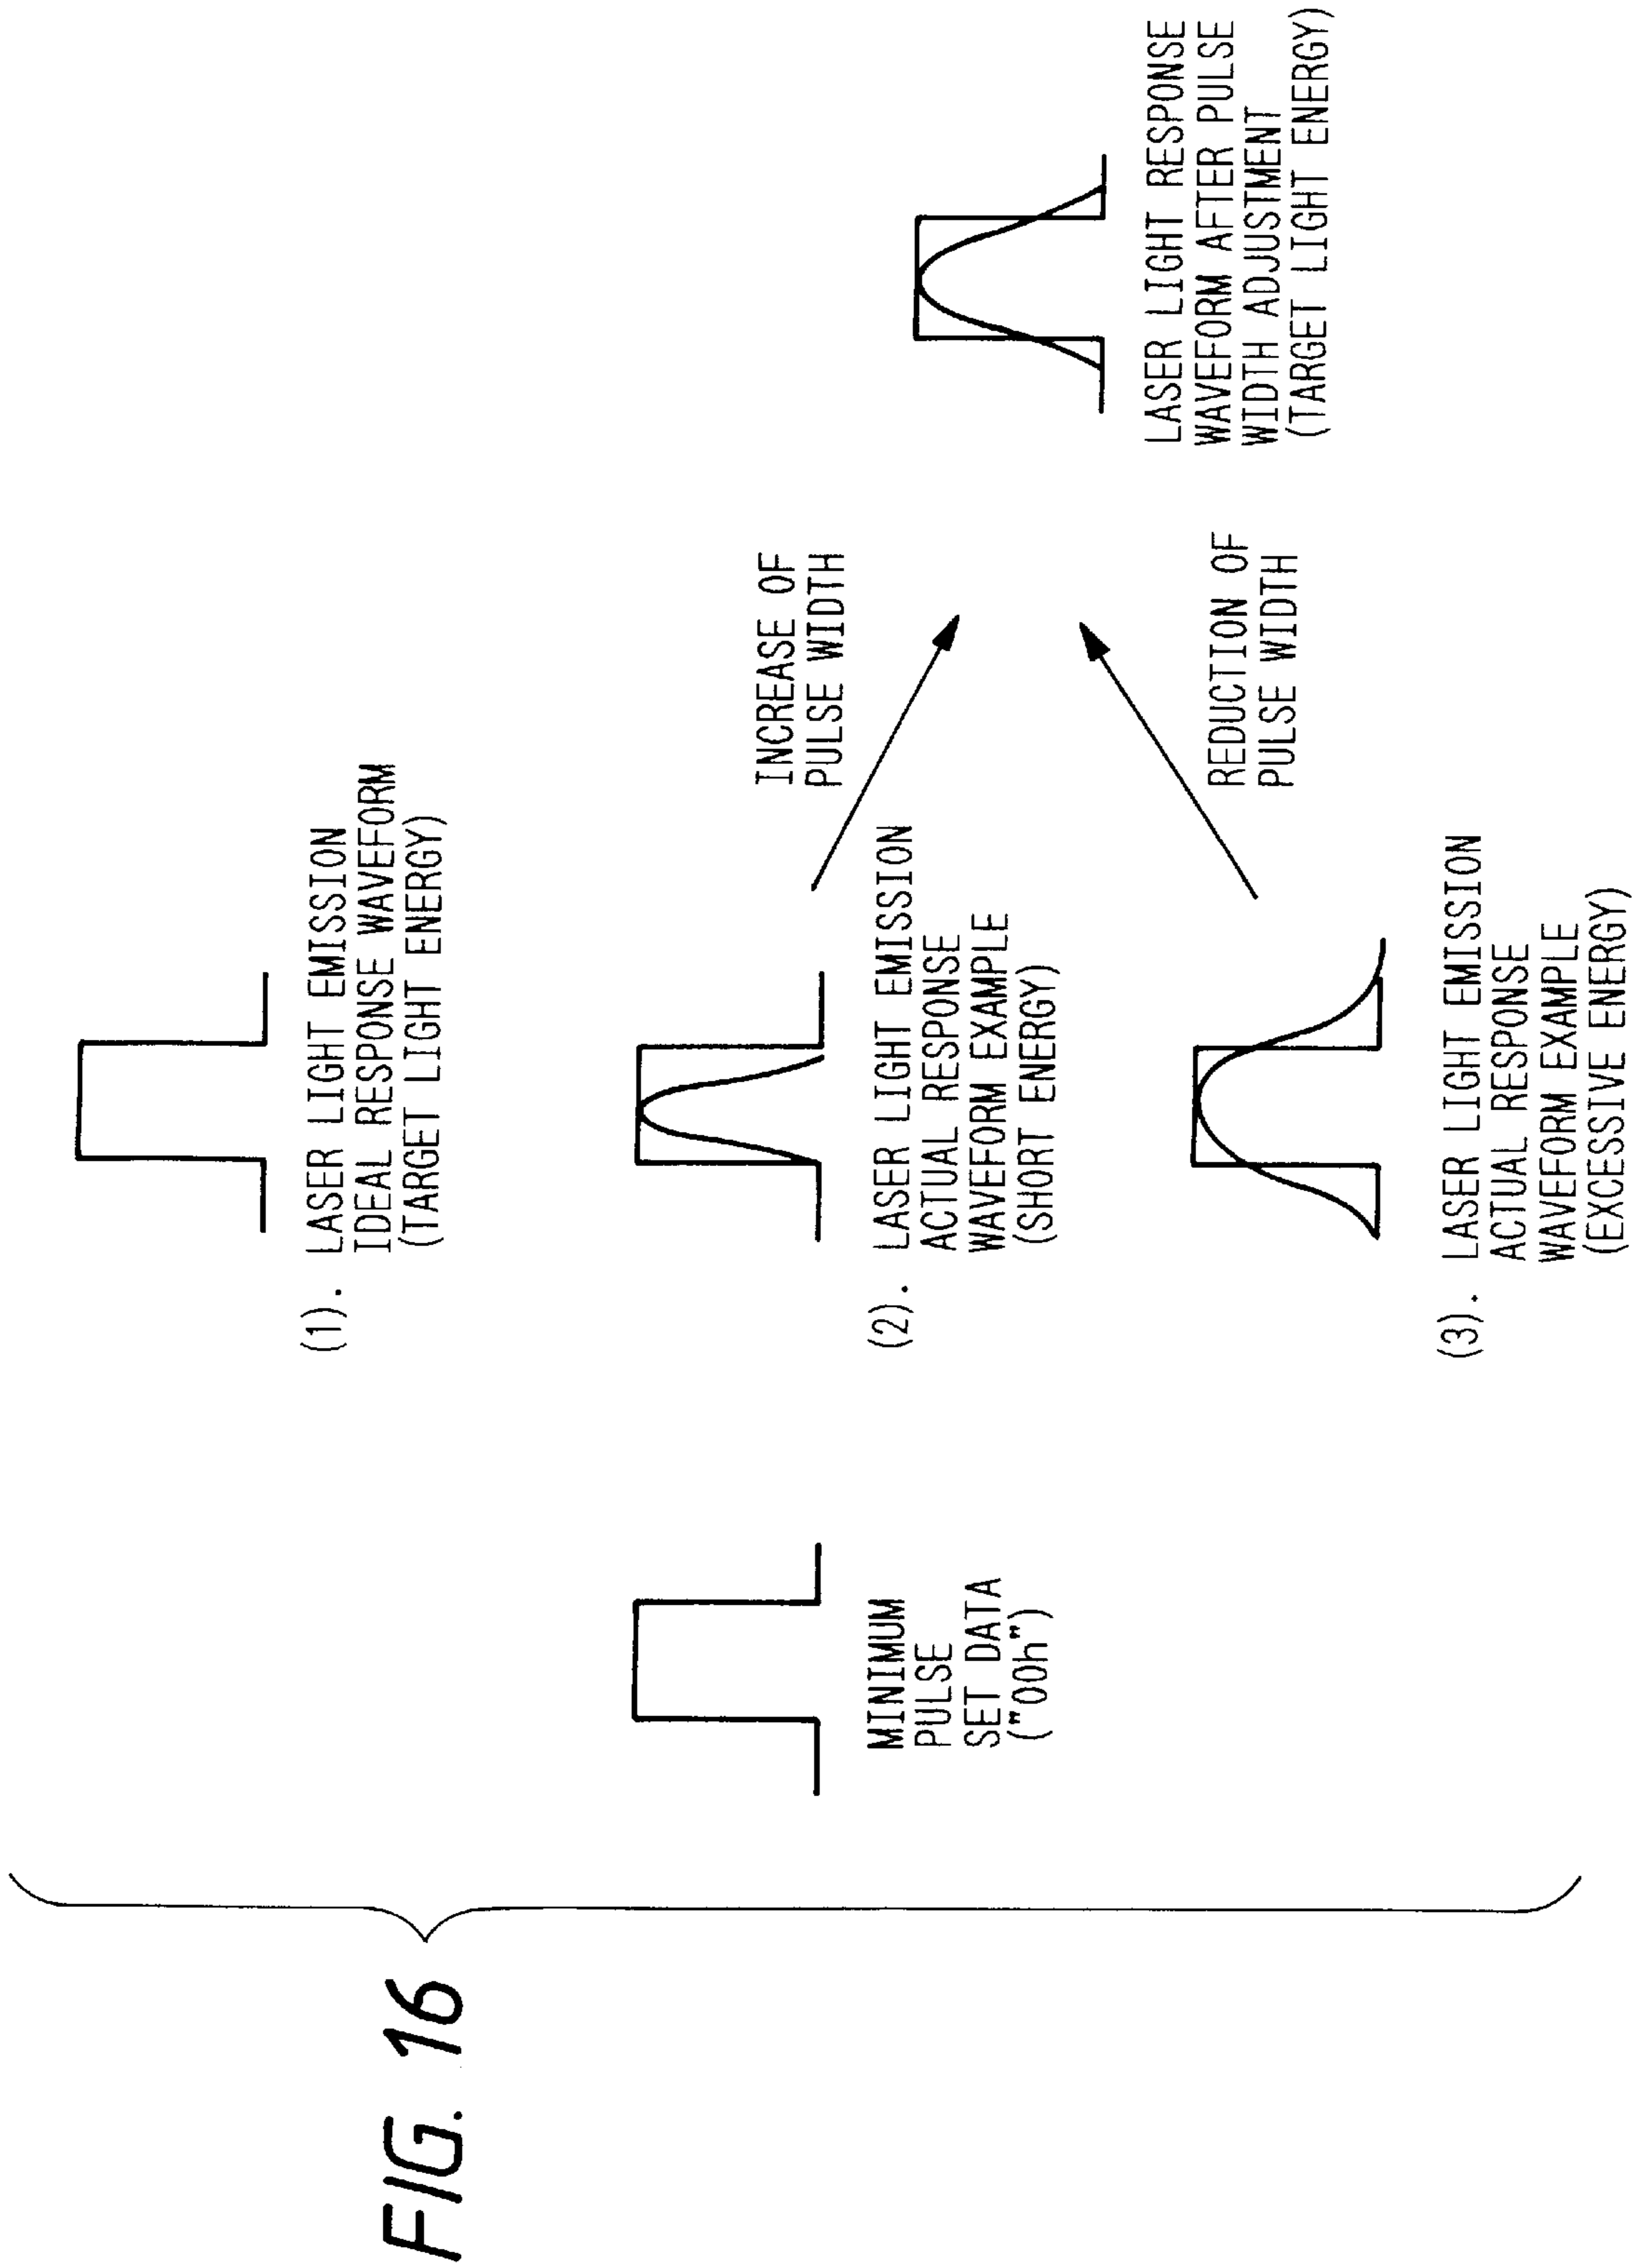 FIG. 16
MINIMUM
PULSE
SET DATA
("00h")
(1). LASER LIGHT EMISSION
IDEAL RESPONSE WAVEFORM
(TARGET LIGHT ENERGY)
(2). LASER LIGHT EMISSION
ACTUAL RESPONSE
WAVEFORM EXAMPLE
(SHORT ENERGY)
(3). LASER LIGHT EMISSION
ACTUAL RESPONSE
WAVEFORM EXAMPLE
(EXCESSIVE ENERGY)
INCREASE OF
PULSE WIDTH
REDUCTION OF
PULSE WIDTH
LASER LIGHT RESPONSE
WAVEFORM AFTER PULSE
WIDTH ADJUSTMENT
(TARGET LIGHT ENERGY)